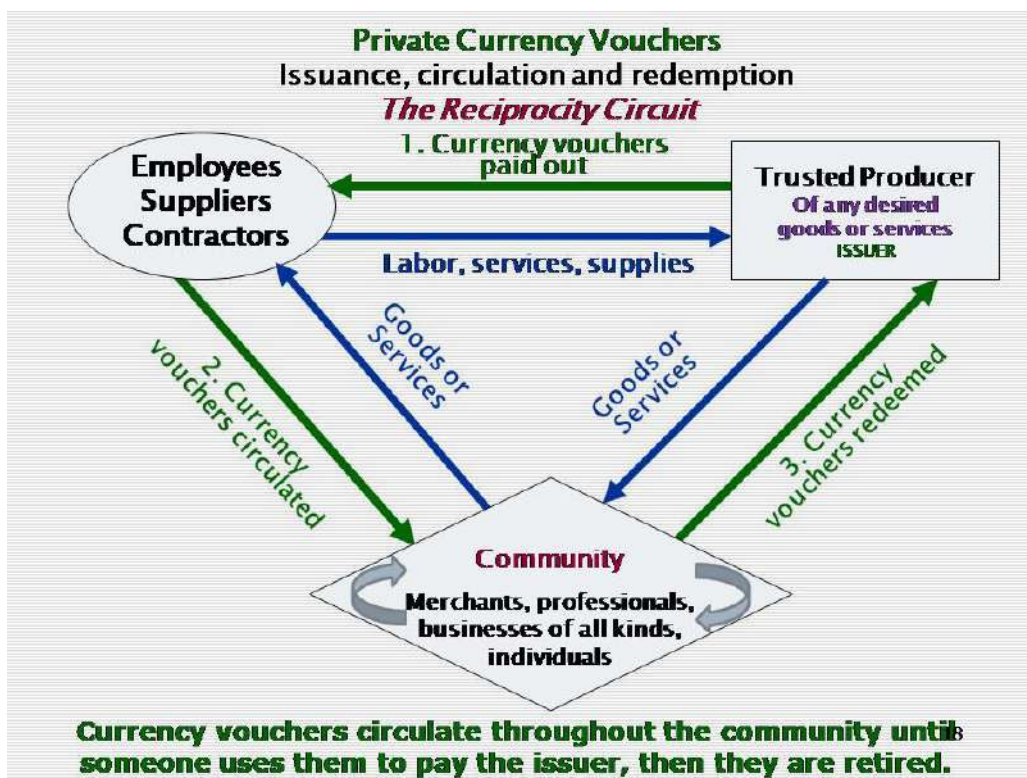 Private Currency Vouchers
Issuance, circulation and redemption
The Reciprocity Circuit
1. Currency vouchers
paid out
Employees
Suppliers
Contractors
Trusted Producer
Of any desired
goods or services
ISSUER
Labor, services, supplies
Goods or
Services
Goods or
Services
2. Currency
vouchers circulated
3. Currency
vouchers redeemed
Community
Merchants, professionals,
businesses of all kinds,
individuals
Currency vouchers circulate throughout the community until
someone uses them to pay the issuer, then they are retired.